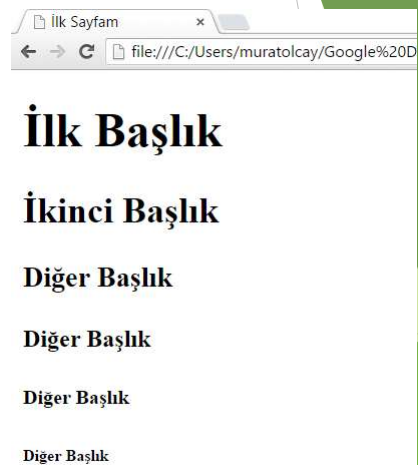 İlk Sayfam
file:///C:/Users/muratolcay/Google%20D
İlk Başlık
İkinci Başlık
Diğer Başlık
Diğer Başlık
Diğer Başlık
Diğer Başlık